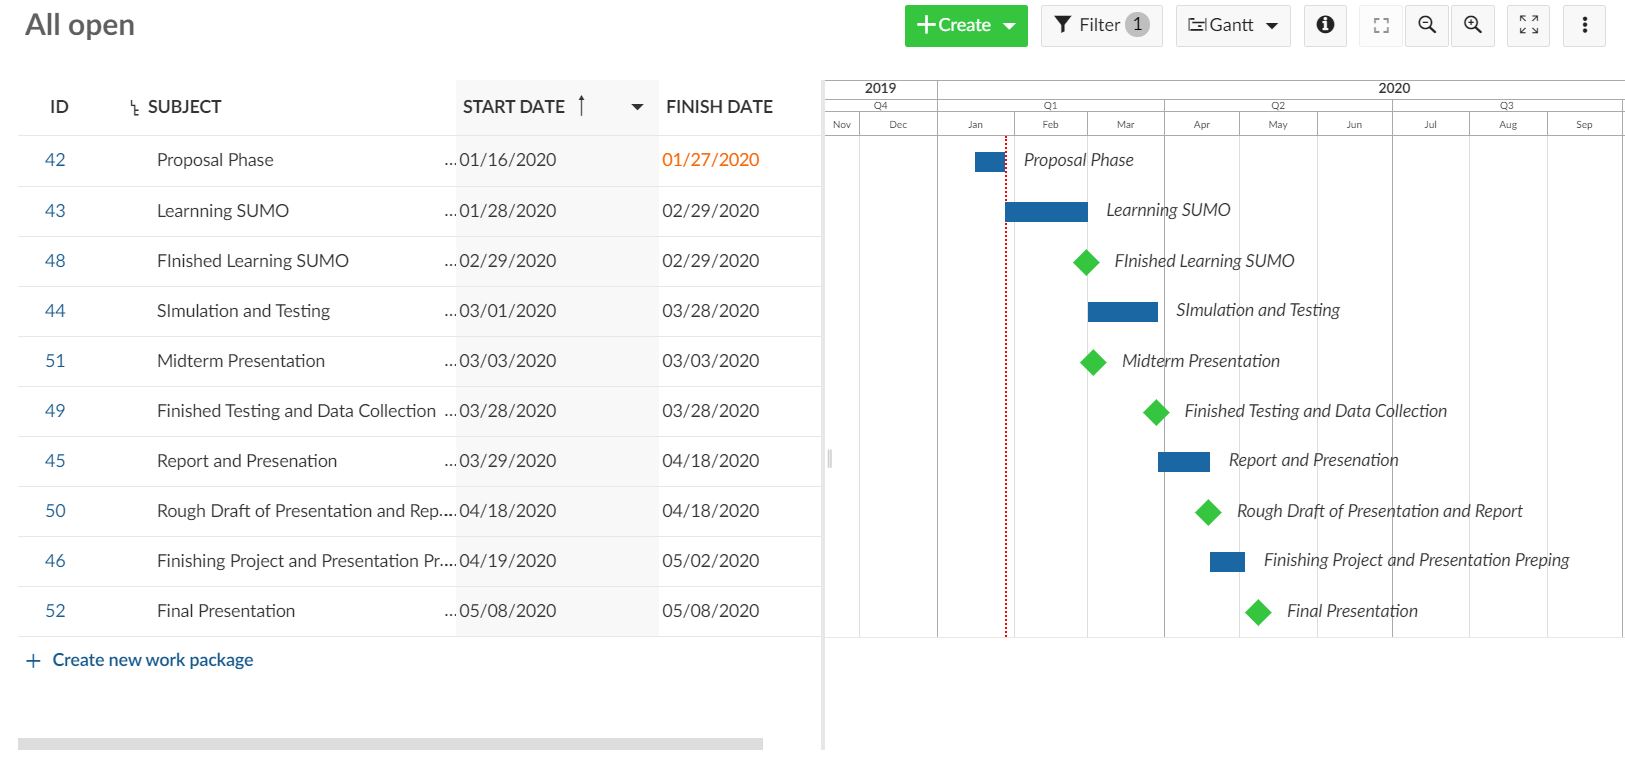 All open
Create
Filter 1
Gantt
ID SUBJECT START DATE FINISH DATE
2019 2020
Q4 Q1 Q2 Q3
Nov Dec Jan Feb Mar Apr May Jun Jul Aug Sep
42 Proposal Phase ... 01/16/2020 01/27/2020 Proposal Phase
43 Learnning SUMO ... 01/28/2020 02/29/2020 Learnning SUMO
48 FInished Learning SUMO ... 02/29/2020 02/29/2020 FInished Learning SUMO
44 SImulation and Testing ... 03/01/2020 03/28/2020 SImulation and Testing
51 Midterm Presentation ... 03/03/2020 03/03/2020 Midterm Presentation
49 Finished Testing and Data Collection ... 03/28/2020 03/28/2020 Finished Testing and Data Collection
45 Report and Presenation ... 03/29/2020 04/18/2020 Report and Presenation
50 Rough Draft of Presentation and Rep... ... 04/18/2020 04/18/2020 Rough Draft of Presentation and Report
46 Finishing Project and Presentation Pr... ... 04/19/2020 05/02/2020 Finishing Project and Presentation Preping
52 Final Presentation ... 05/08/2020 05/08/2020 Final Presentation
+ Create new work package